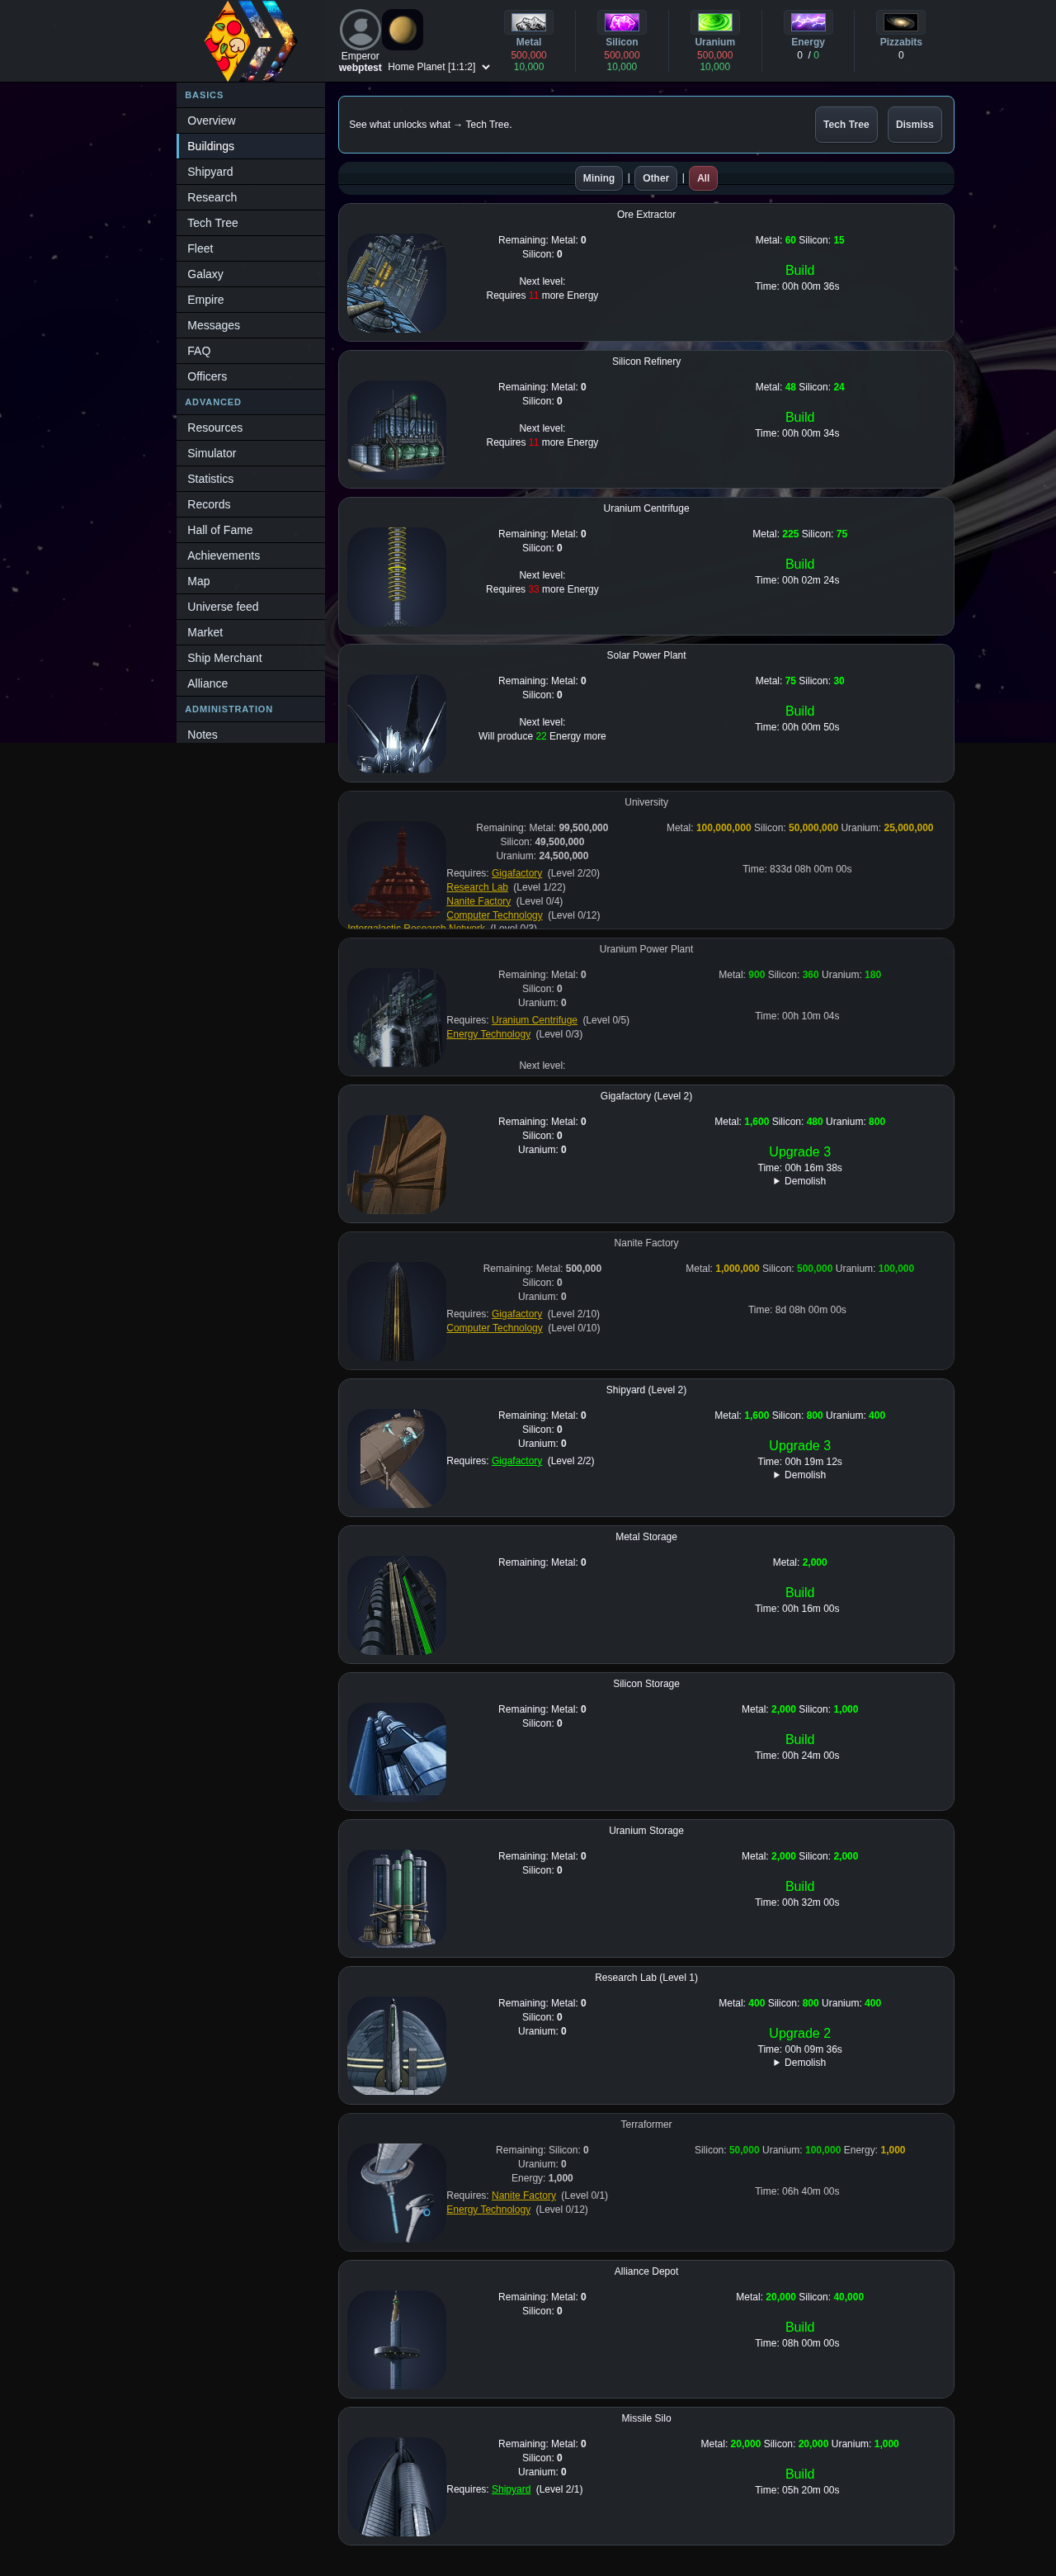 Emperor
webptest Home Planet [1:1:2]
Metal
500,000
10,000
Silicon
500,000
10,000
Uranium
500,000
10,000
Energy
0 / 0
Pizzabits
0
BASICS
Overview
Buildings
Shipyard
Research
Tech Tree
Fleet
Galaxy
Empire
Messages
FAQ
Officers
ADVANCED
Resources
Simulator
Statistics
Records
Hall of Fame
Achievements
Map
Universe feed
Market
Ship Merchant
Alliance
ADMINISTRATION
Notes
See what unlocks what → Tech Tree.
Tech Tree Dismiss
Mining | Other | All
Ore Extractor
Remaining: Metal: 0
Silicon: 0
Next level:
Requires 11 more Energy
Metal: 60 Silicon: 15
Build
Time: 00h 00m 36s
Silicon Refinery
Remaining: Metal: 0
Silicon: 0
Next level:
Requires 11 more Energy
Metal: 48 Silicon: 24
Build
Time: 00h 00m 34s
Uranium Centrifuge
Remaining: Metal: 0
Silicon: 0
Next level:
Requires 33 more Energy
Metal: 225 Silicon: 75
Build
Time: 00h 02m 24s
Solar Power Plant
Remaining: Metal: 0
Silicon: 0
Next level:
Will produce 22 Energy more
Metal: 75 Silicon: 30
Build
Time: 00h 00m 50s
University
Remaining: Metal: 99,500,000
Silicon: 49,500,000
Uranium: 24,500,000
Requires: Gigafactory (Level 2/20)
Research Lab (Level 1/22)
Nanite Factory (Level 0/4)
Computer Technology (Level 0/12)
Intergalactic Research Network (Level 0/3)
Metal: 100,000,000 Silicon: 50,000,000 Uranium: 25,000,000
Time: 833d 08h 00m 00s
Uranium Power Plant
Remaining: Metal: 0
Silicon: 0
Uranium: 0
Requires: Uranium Centrifuge (Level 0/5)
Energy Technology (Level 0/3)
Next level:
Metal: 900 Silicon: 360 Uranium: 180
Time: 00h 10m 04s
Gigafactory (Level 2)
Remaining: Metal: 0
Silicon: 0
Uranium: 0
Metal: 1,600 Silicon: 480 Uranium: 800
Upgrade 3
Time: 00h 16m 38s
▶ Demolish
Nanite Factory
Remaining: Metal: 500,000
Silicon: 0
Uranium: 0
Requires: Gigafactory (Level 2/10)
Computer Technology (Level 0/10)
Metal: 1,000,000 Silicon: 500,000 Uranium: 100,000
Time: 8d 08h 00m 00s
Shipyard (Level 2)
Remaining: Metal: 0
Silicon: 0
Uranium: 0
Requires: Gigafactory (Level 2/2)
Metal: 1,600 Silicon: 800 Uranium: 400
Upgrade 3
Time: 00h 19m 12s
▶ Demolish
Metal Storage
Remaining: Metal: 0
Metal: 2,000
Build
Time: 00h 16m 00s
Silicon Storage
Remaining: Metal: 0
Silicon: 0
Metal: 2,000 Silicon: 1,000
Build
Time: 00h 24m 00s
Uranium Storage
Remaining: Metal: 0
Silicon: 0
Metal: 2,000 Silicon: 2,000
Build
Time: 00h 32m 00s
Research Lab (Level 1)
Remaining: Metal: 0
Silicon: 0
Uranium: 0
Metal: 400 Silicon: 800 Uranium: 400
Upgrade 2
Time: 00h 09m 36s
▶ Demolish
Terraformer
Remaining: Silicon: 0
Uranium: 0
Energy: 1,000
Requires: Nanite Factory (Level 0/1)
Energy Technology (Level 0/12)
Silicon: 50,000 Uranium: 100,000 Energy: 1,000
Time: 06h 40m 00s
Alliance Depot
Remaining: Metal: 0
Silicon: 0
Metal: 20,000 Silicon: 40,000
Build
Time: 08h 00m 00s
Missile Silo
Remaining: Metal: 0
Silicon: 0
Uranium: 0
Requires: Shipyard (Level 2/1)
Metal: 20,000 Silicon: 20,000 Uranium: 1,000
Build
Time: 05h 20m 00s